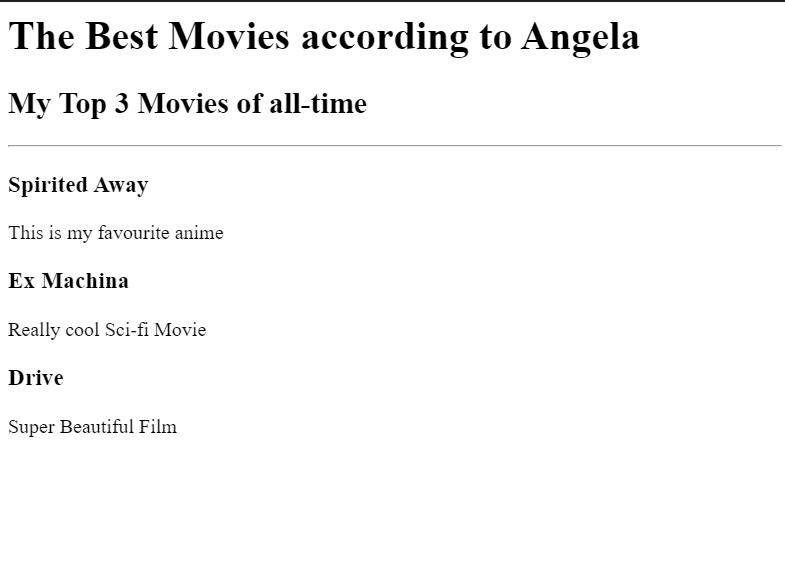 The Best Movies according to Angela
My Top 3 Movies of all-time
Spirited Away
This is my favourite anime
Ex Machina
Really cool Sci-fi Movie
Drive
Super Beautiful Film